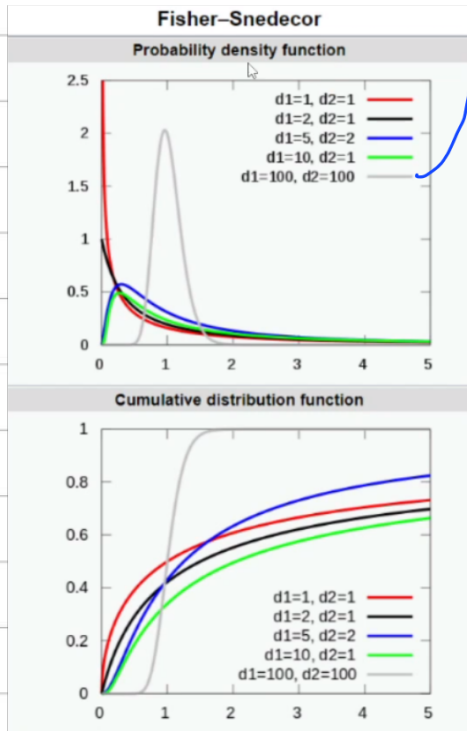 Fisher–Snedecor
Probability density function
2.5
2
1.5
1
0.5
0
0 1 2 3 4 5
d1=1, d2=1
d1=2, d2=1
d1=5, d2=2
d1=10, d2=1
d1=100, d2=100
Cumulative distribution function
1
0.8
0.6
0.4
0.2
0
0 1 2 3 4 5
d1=1, d2=1
d1=2, d2=1
d1=5, d2=2
d1=10, d2=1
d1=100, d2=100